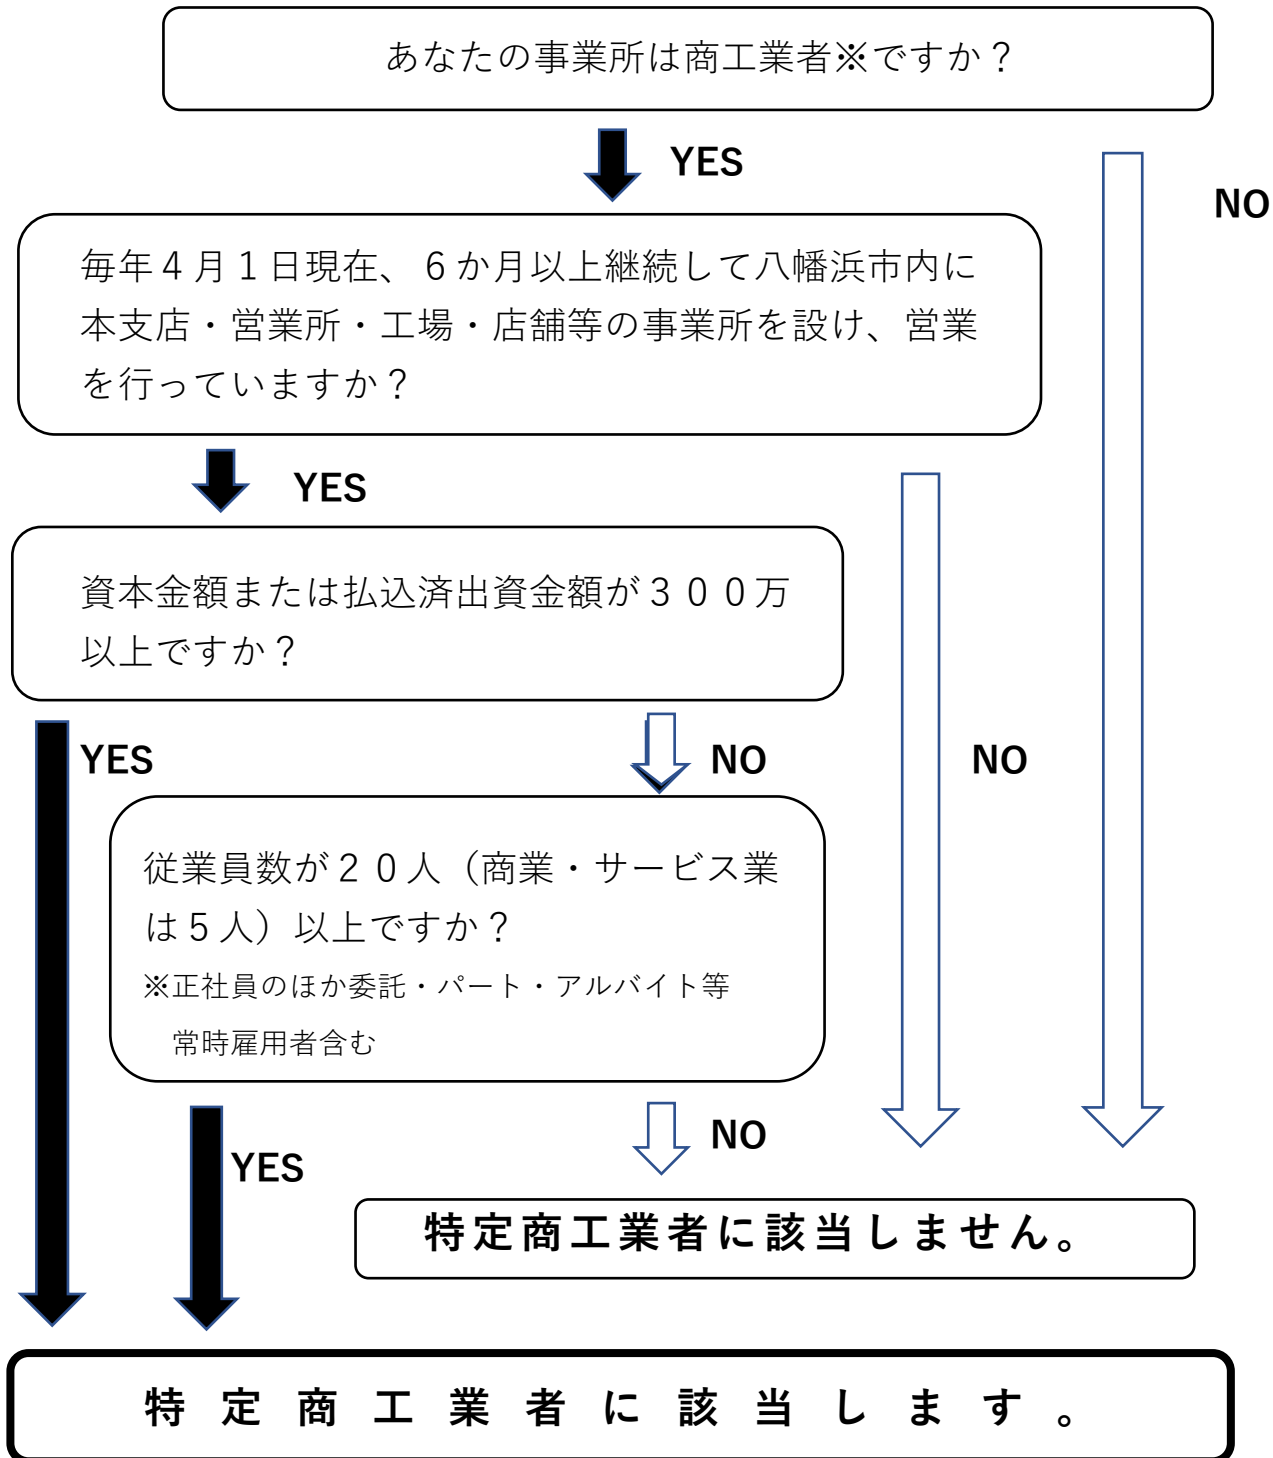 あなたの事業所は商工業者※ですか？
YES
NO
毎年４月１日現在、６か月以上継続して八幡浜市内に
本支店・営業所・工場・店舗等の事業所を設け、営業
を行っていますか？
YES
資本金額または払込済出資金額が３００万
以上ですか？
YES
NO
NO
従業員数が２０人（商業・サービス業
は５人）以上ですか？
※正社員のほか委託・パート・アルバイト等
常時雇用者含む
NO
YES
特定商工業者に該当しません。
特定商工業者に該当します。